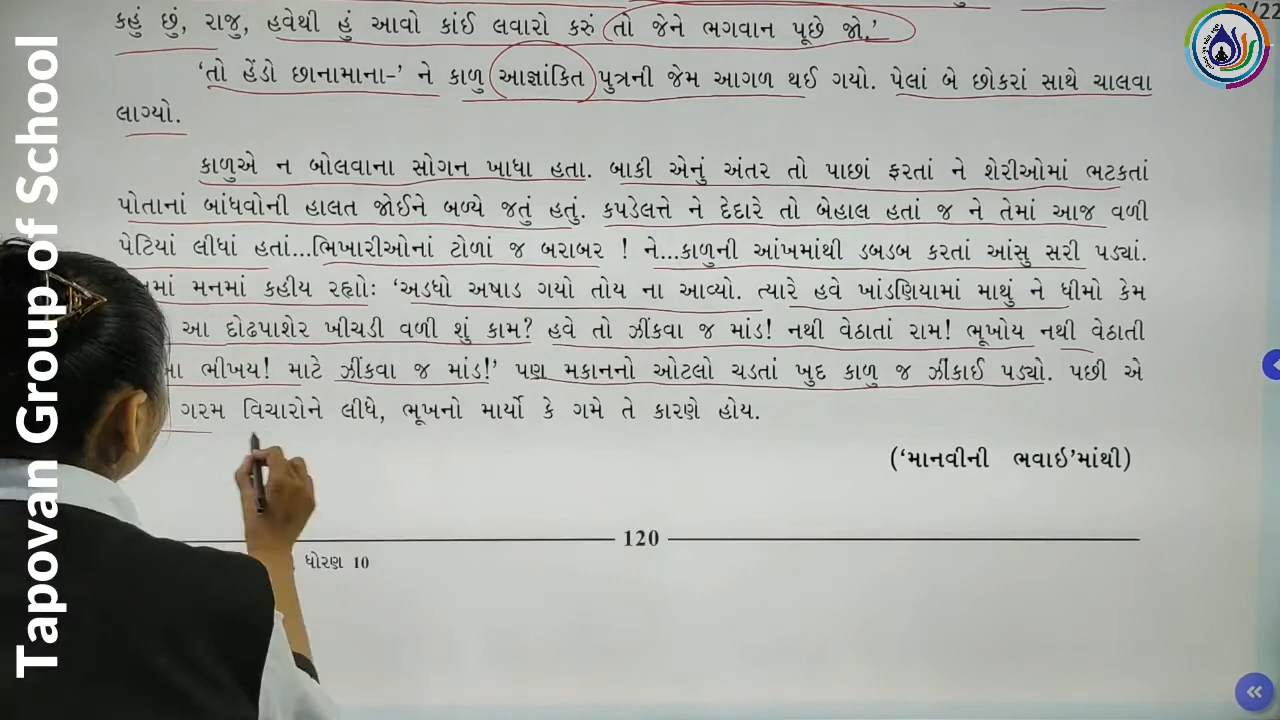 કહું છું, રાજુ, હવેથી હું આવો કાંઈ લવારો કરું તો જેને ભગવાન પૂછે જો.’
‘તો હેંડો છાનામાના-’ ને કાળુ આજ્ઞાંકિત પુત્રની જેમ આગળ થઈ ગયો. પેલાં બે છોકરાં સાથે ચાલવા
લાગ્યો.
કાળુએ ન બોલવાના સોગન ખાધા હતા. બાકી એનું અંતર તો પાછાં ફરતાં ને શેરીઓમાં ભટકતાં
પોતાનાં બાંધવોની હાલત જોઈને બળ્યે જતું હતું. કપડેલત્તે ને દેદારે તો બેહાલ હતાં જ ને તેમાં આજ વળી
પેટિયાં લીધાં હતાં...ભિખારીઓનાં ટોળાં જ બરાબર ! ને...કાળુની આંખમાંથી ડબડબ કરતાં આંસુ સરી પડ્યાં.
મનમાં કહીય રહ્યોઃ ‘અડધો અષાડ ગયો તોય ના આવ્યો. ત્યારે હવે ખાંડણિયામાં માથું ને ધીમો કેમ
આ દોઢપાશેર ખીચડી વળી શું કામ? હવે તો ઝીંકવા જ માંડ! નથી વેઠાતાં રામ! ભૂખોય નથી વેઠાતી
ભીખય! માટે ઝીંકવા જ માંડ!’ પણ મકાનનો ઓટલો ચડતાં ખુદ કાળુ જ ઝીંકાઈ પડ્યો. પછી એ
ગરમ વિચારોને લીધે, ભૂખનો માર્યો કે ગમે તે કારણે હોય.
(‘માનવીની ભવાઇ’માંથી)
120
ધોરણ 10
Tapovan Group of School